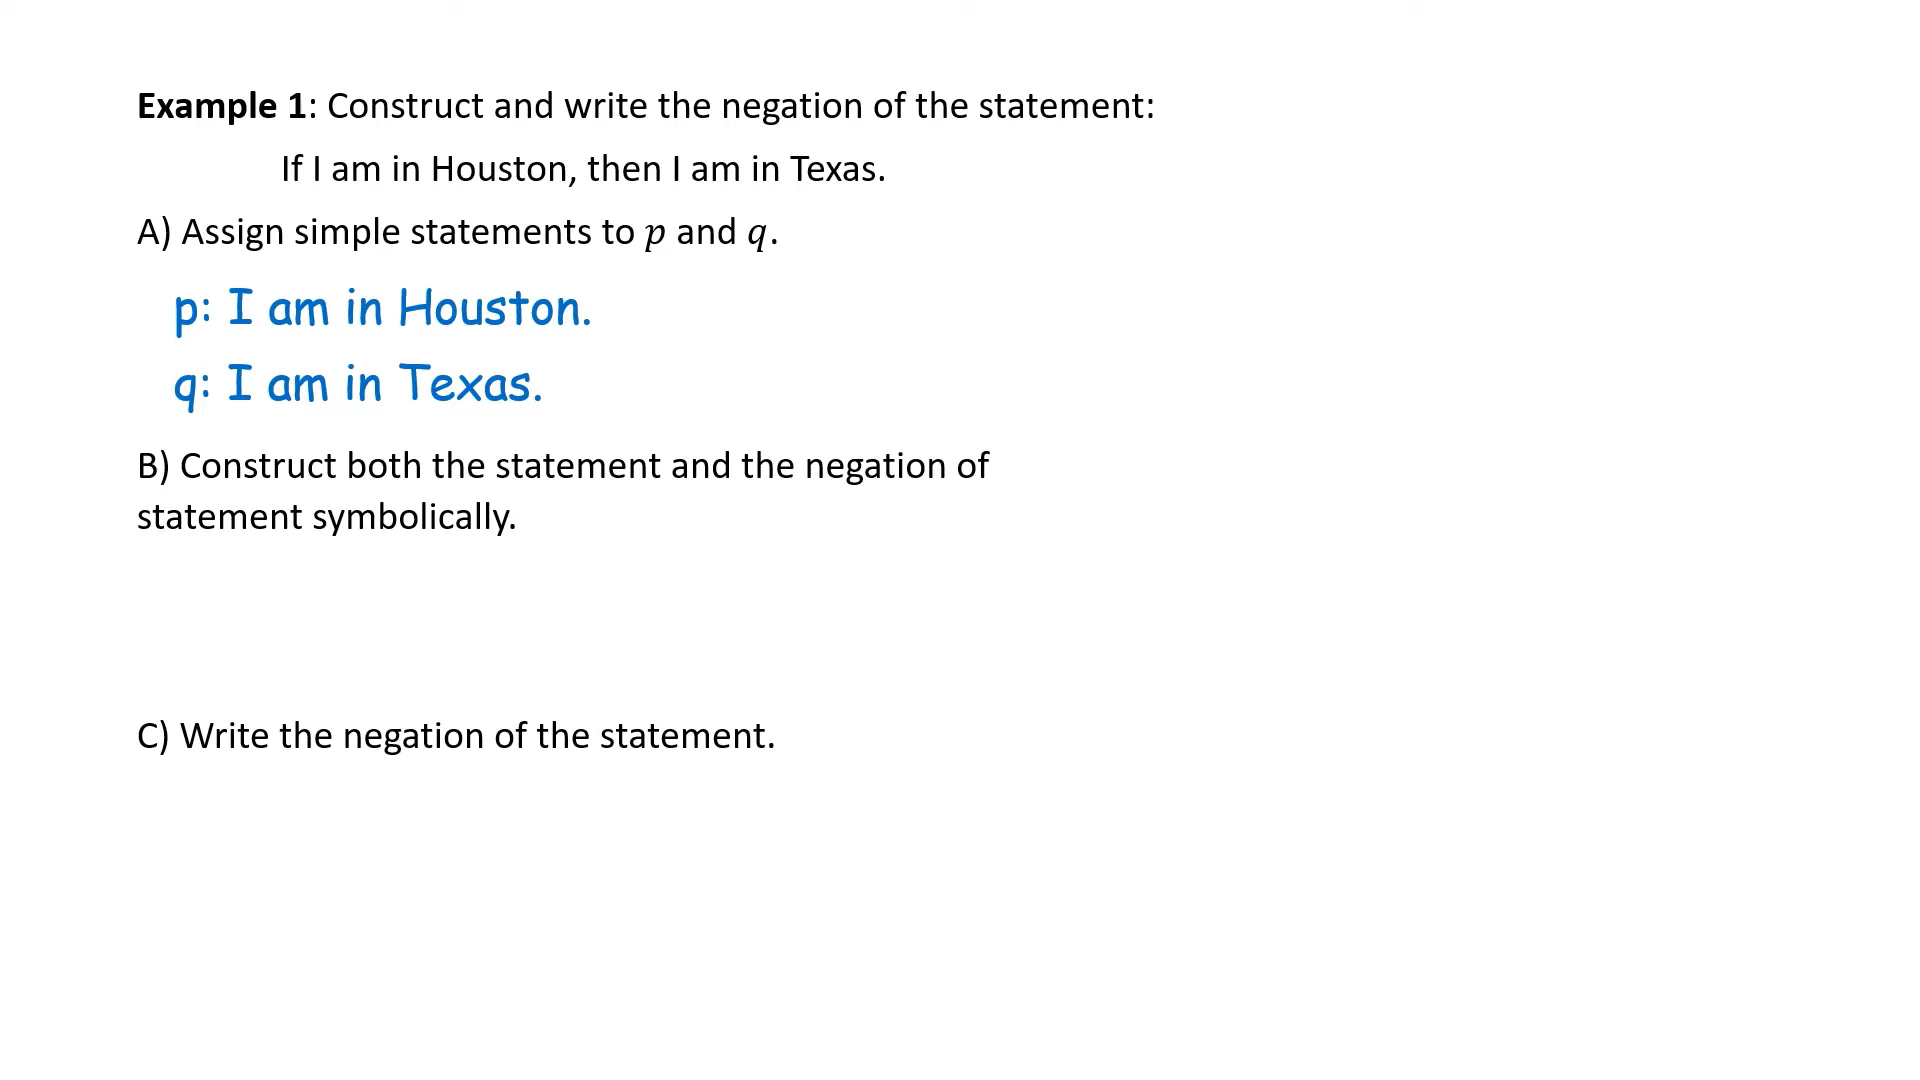 Example 1: Construct and write the negation of the statement:
If I am in Houston, then I am in Texas.
A) Assign simple statements to p and q.
p: I am in Houston.
q: I am in Texas.
B) Construct both the statement and the negation of
statement symbolically.
C) Write the negation of the statement.